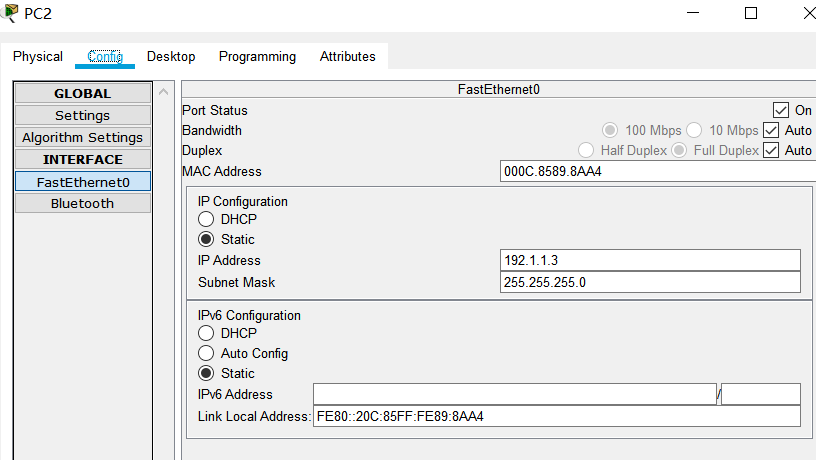 PC2
Physical Config Desktop Programming Attributes
GLOBAL
Settings
Algorithm Settings
INTERFACE
FastEthernet0
Bluetooth
FastEthernet0
Port Status On
Bandwidth 100 Mbps 10 Mbps Auto
Duplex Half Duplex Full Duplex Auto
MAC Address 000C.8589.8AA4
IP Configuration
DHCP
Static
IP Address 192.1.1.3
Subnet Mask 255.255.255.0
IPv6 Configuration
DHCP
Auto Config
Static
IPv6 Address /
Link Local Address: FE80::20C:85FF:FE89:8AA4